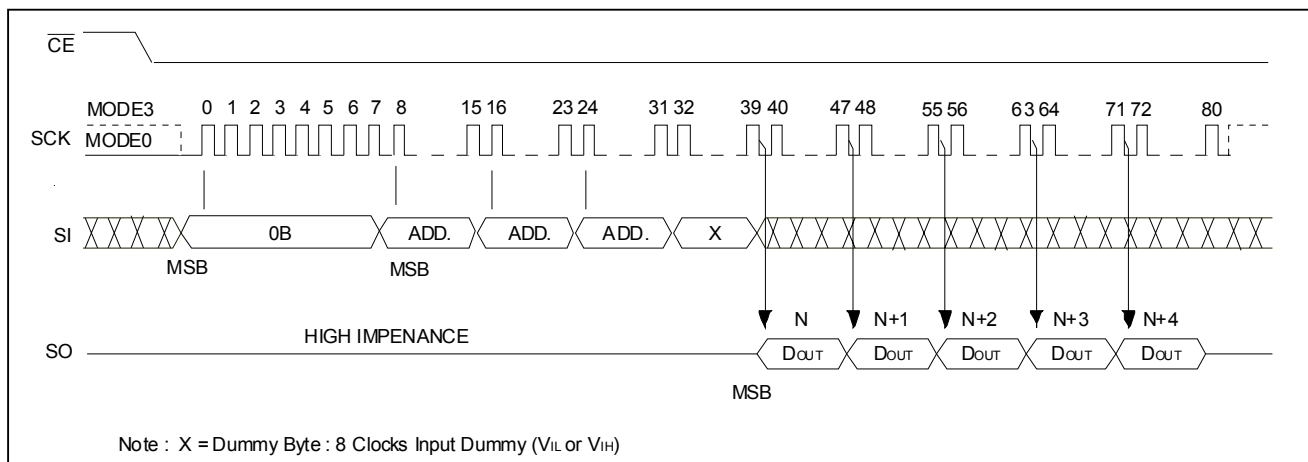 CE
MODE3 0 1 2 3 4 5 6 7 8 15 16 23 24 31 32 39 40 47 48 55 56 63 64 71 72 80
SCK MODE0
SI 0B ADD. ADD. ADD. X
MSB MSB
N N+1 N+2 N+3 N+4
HIGH IMPENANCE
SO DOUT DOUT DOUT DOUT DOUT
MSB
Note : X = Dummy Byte : 8 Clocks Input Dummy (VIL or VIH)